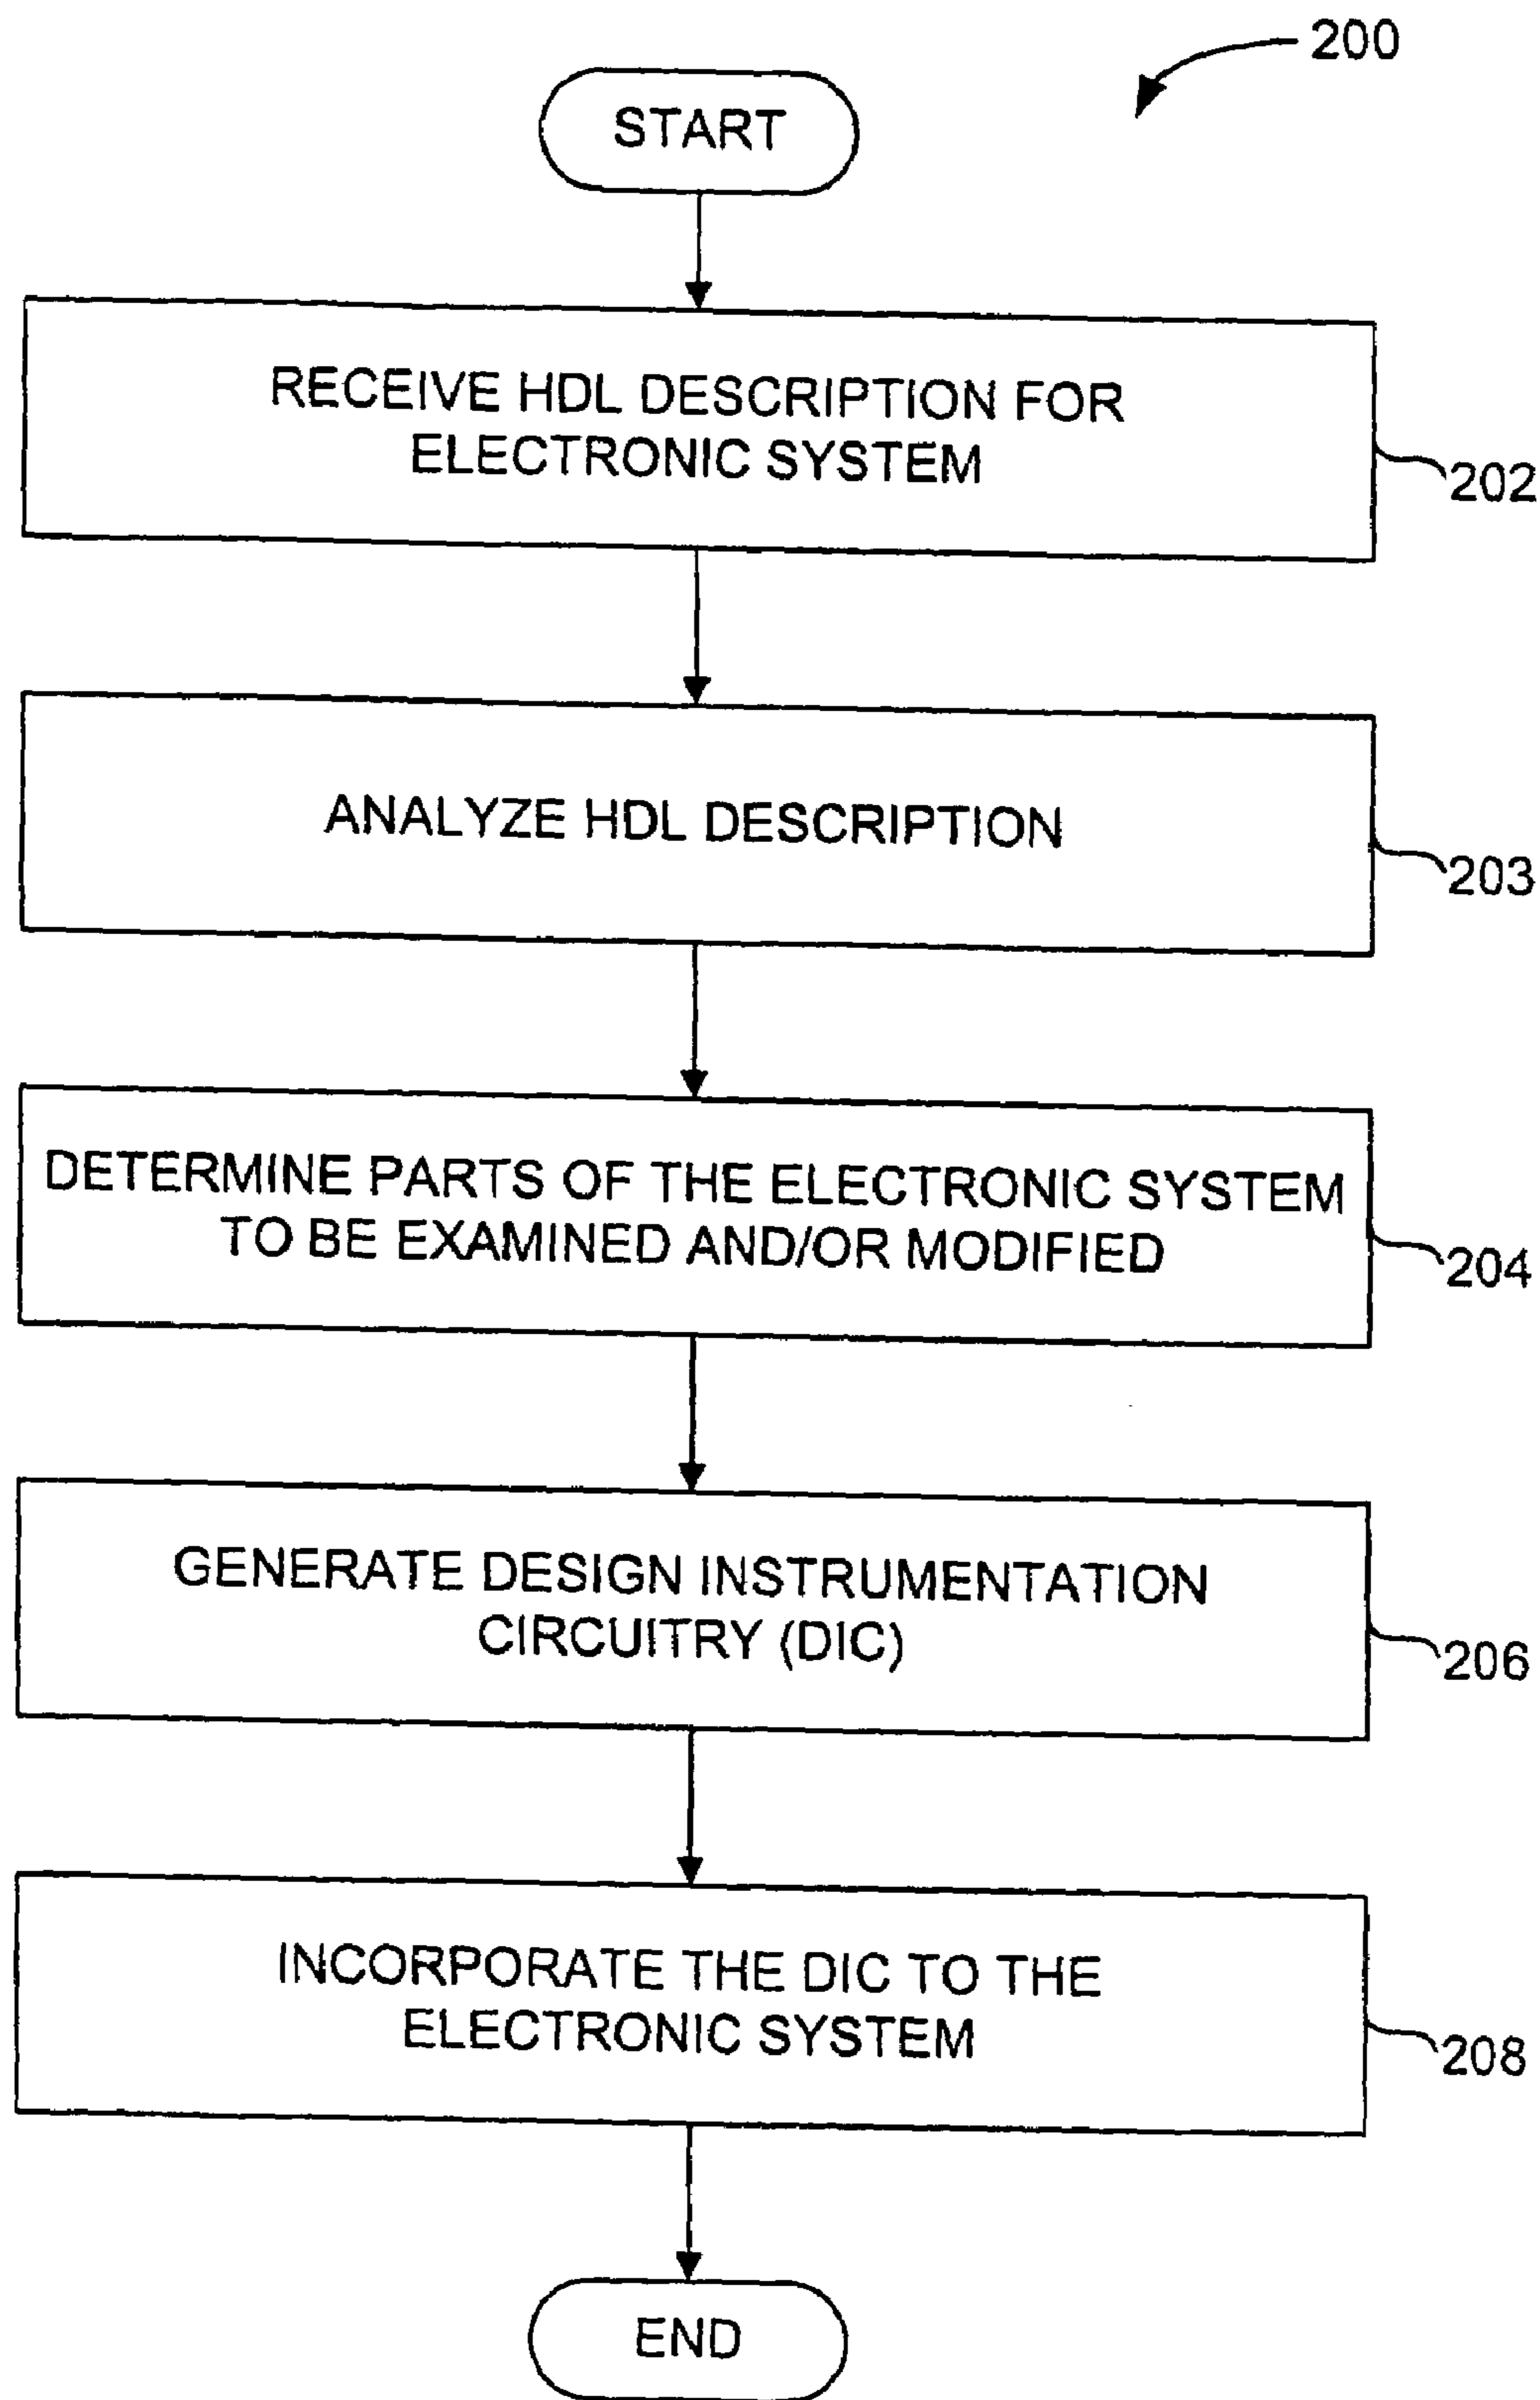 200
START
RECEIVE HDL DESCRIPTION FOR
ELECTRONIC SYSTEM
202
ANALYZE HDL DESCRIPTION
203
DETERMINE PARTS OF THE ELECTRONIC SYSTEM
TO BE EXAMINED AND/OR MODIFIED
204
GENERATE DESIGN INSTRUMENTATION
CIRCUITRY (DIC)
206
INCORPORATE THE DIC TO THE
ELECTRONIC SYSTEM
208
END